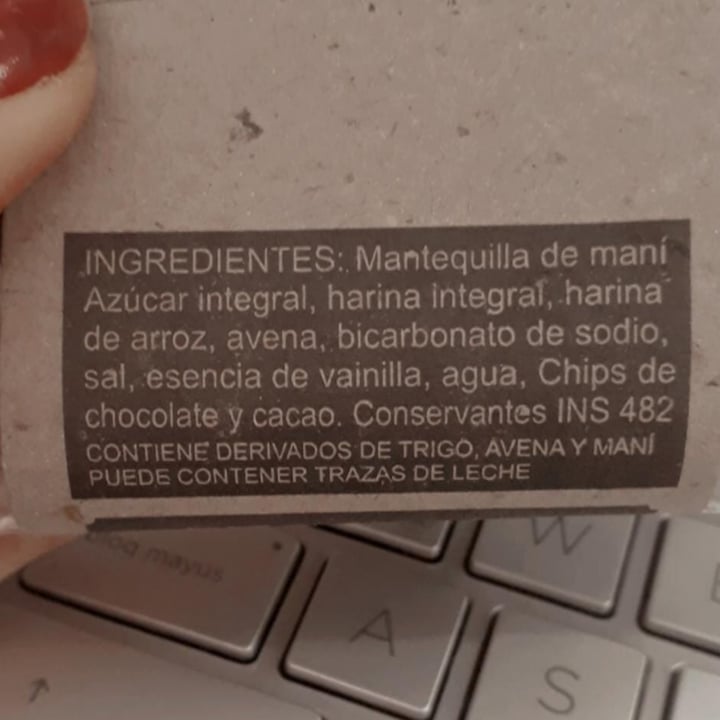 INGREDIENTES: Mantequilla de maní
Azúcar integral, harina integral, harina
de arroz, avena, bicarbonato de sodio,
sal, esencia de vainilla, agua, Chips de
chocolate y cacao. Conservantes INS 482
CONTIENE DERIVADOS DE TRIGO, AVENA Y MANÍ
PUEDE CONTENER TRAZAS DE LECHE
bloq mayús
W
A
S